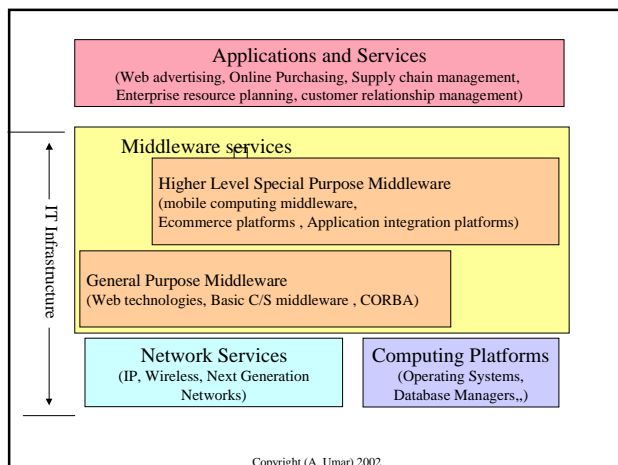 Applications and Services
(Web advertising, Online Purchasing, Supply chain management,
Enterprise resource planning, customer relationship management)
Middleware services
Higher Level Special Purpose Middleware
(mobile computing middleware,
Ecommerce platforms , Application integration platforms)
IT Infrastructure
General Purpose Middleware
(Web technologies, Basic C/S middleware , CORBA)
Network Services
(IP, Wireless, Next Generation
Networks)
Computing Platforms
(Operating Systems,
Database Managers,,)
Copyright (A. Umar) 2002